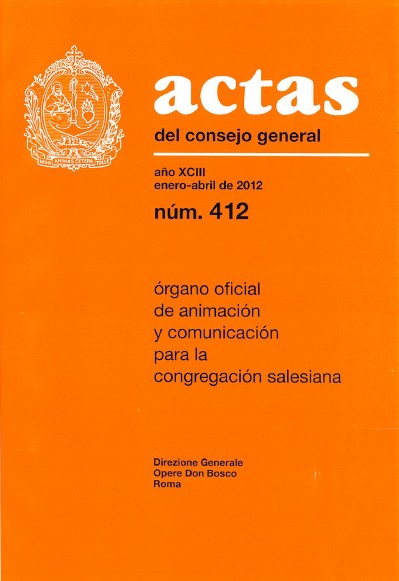 actas
del consejo general
año XCIII
enero-abril de 2012
núm. 412
órgano oficial
de animación
y comunicación
para la
congregación salesiana
Direzione Generale
Opere Don Bosco
Roma